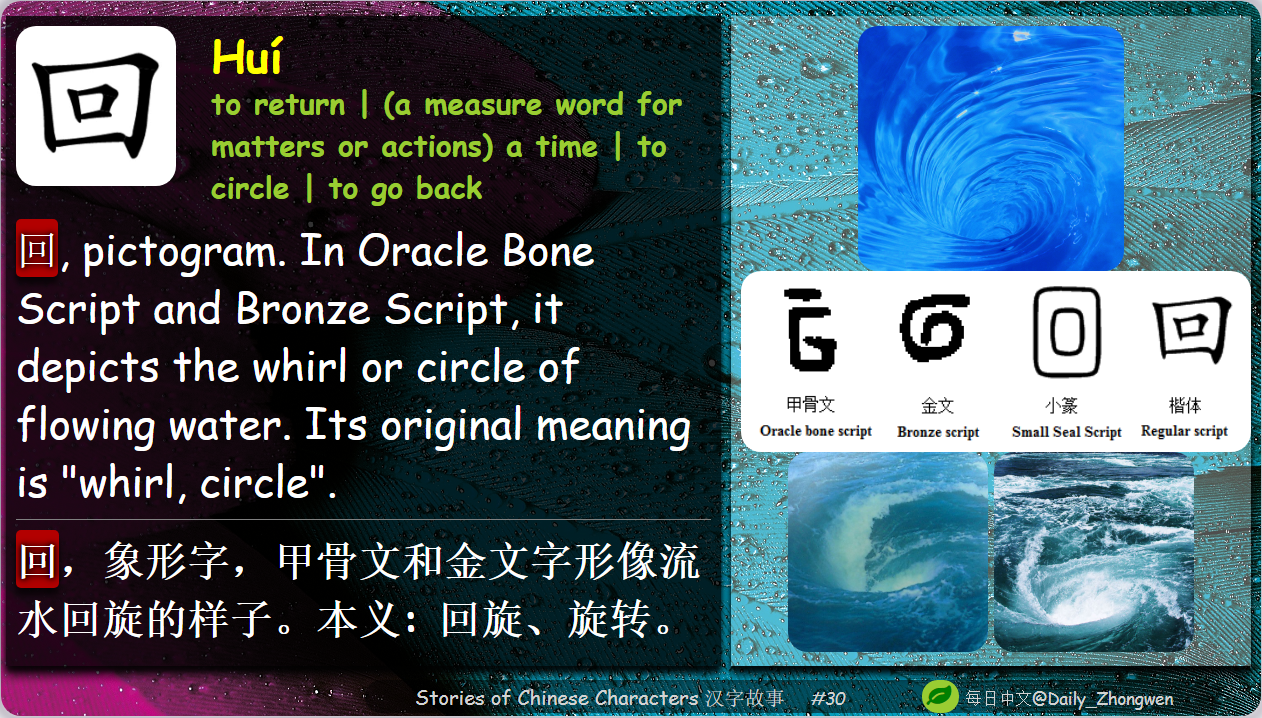 回
Huí
to return | (a measure word for
matters or actions) a time | to
circle | to go back
回, pictogram. In Oracle Bone
Script and Bronze Script, it
depicts the whirl or circle of
flowing water. Its original meaning
is "whirl, circle".
回，象形字，甲骨文和金文字形像流
水回旋的样子。本义：回旋、旋转。
回
甲骨文 金文 小篆 楷体
Oracle bone script Bronze script Small Seal Script Regular script
Stories of Chinese Characters 汉字故事 #30
每日中文@Daily_Zhongwen